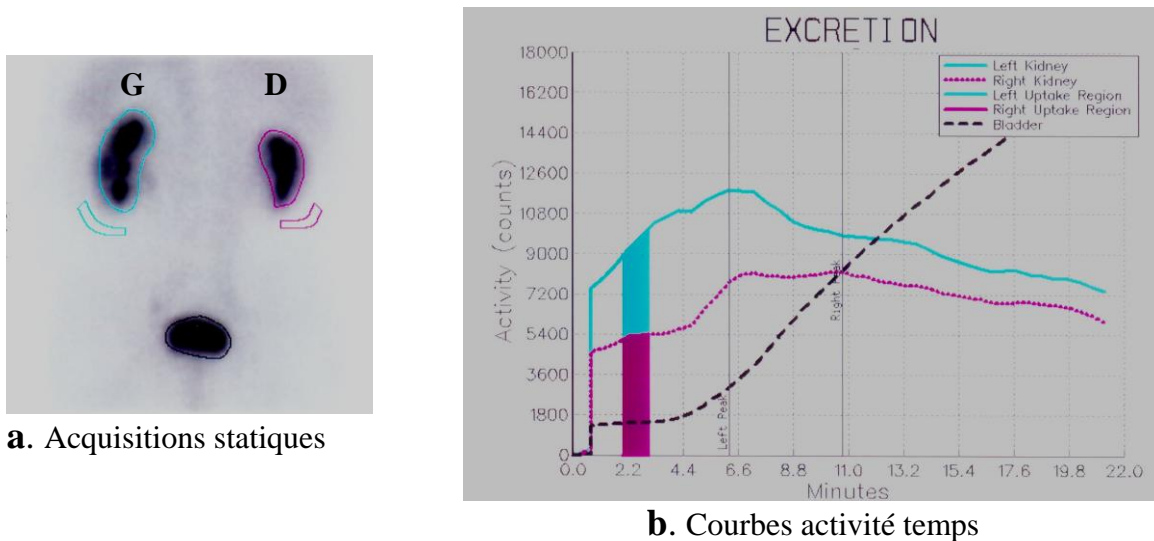 G D
a. Acquisitions statiques
EXCRETION
Left Kidney
Right Kidney
Left Uptake Region
Right Uptake Region
Bladder
18000
16200
14400
12600
10800
9000
7200
5400
3600
1800
0
Activity (counts)
Left Peak
Right Peak
0.0 2.2 4.4 6.6 8.8 11.0 13.2 15.4 17.6 19.8 22.0
Minutes
b. Courbes activité temps